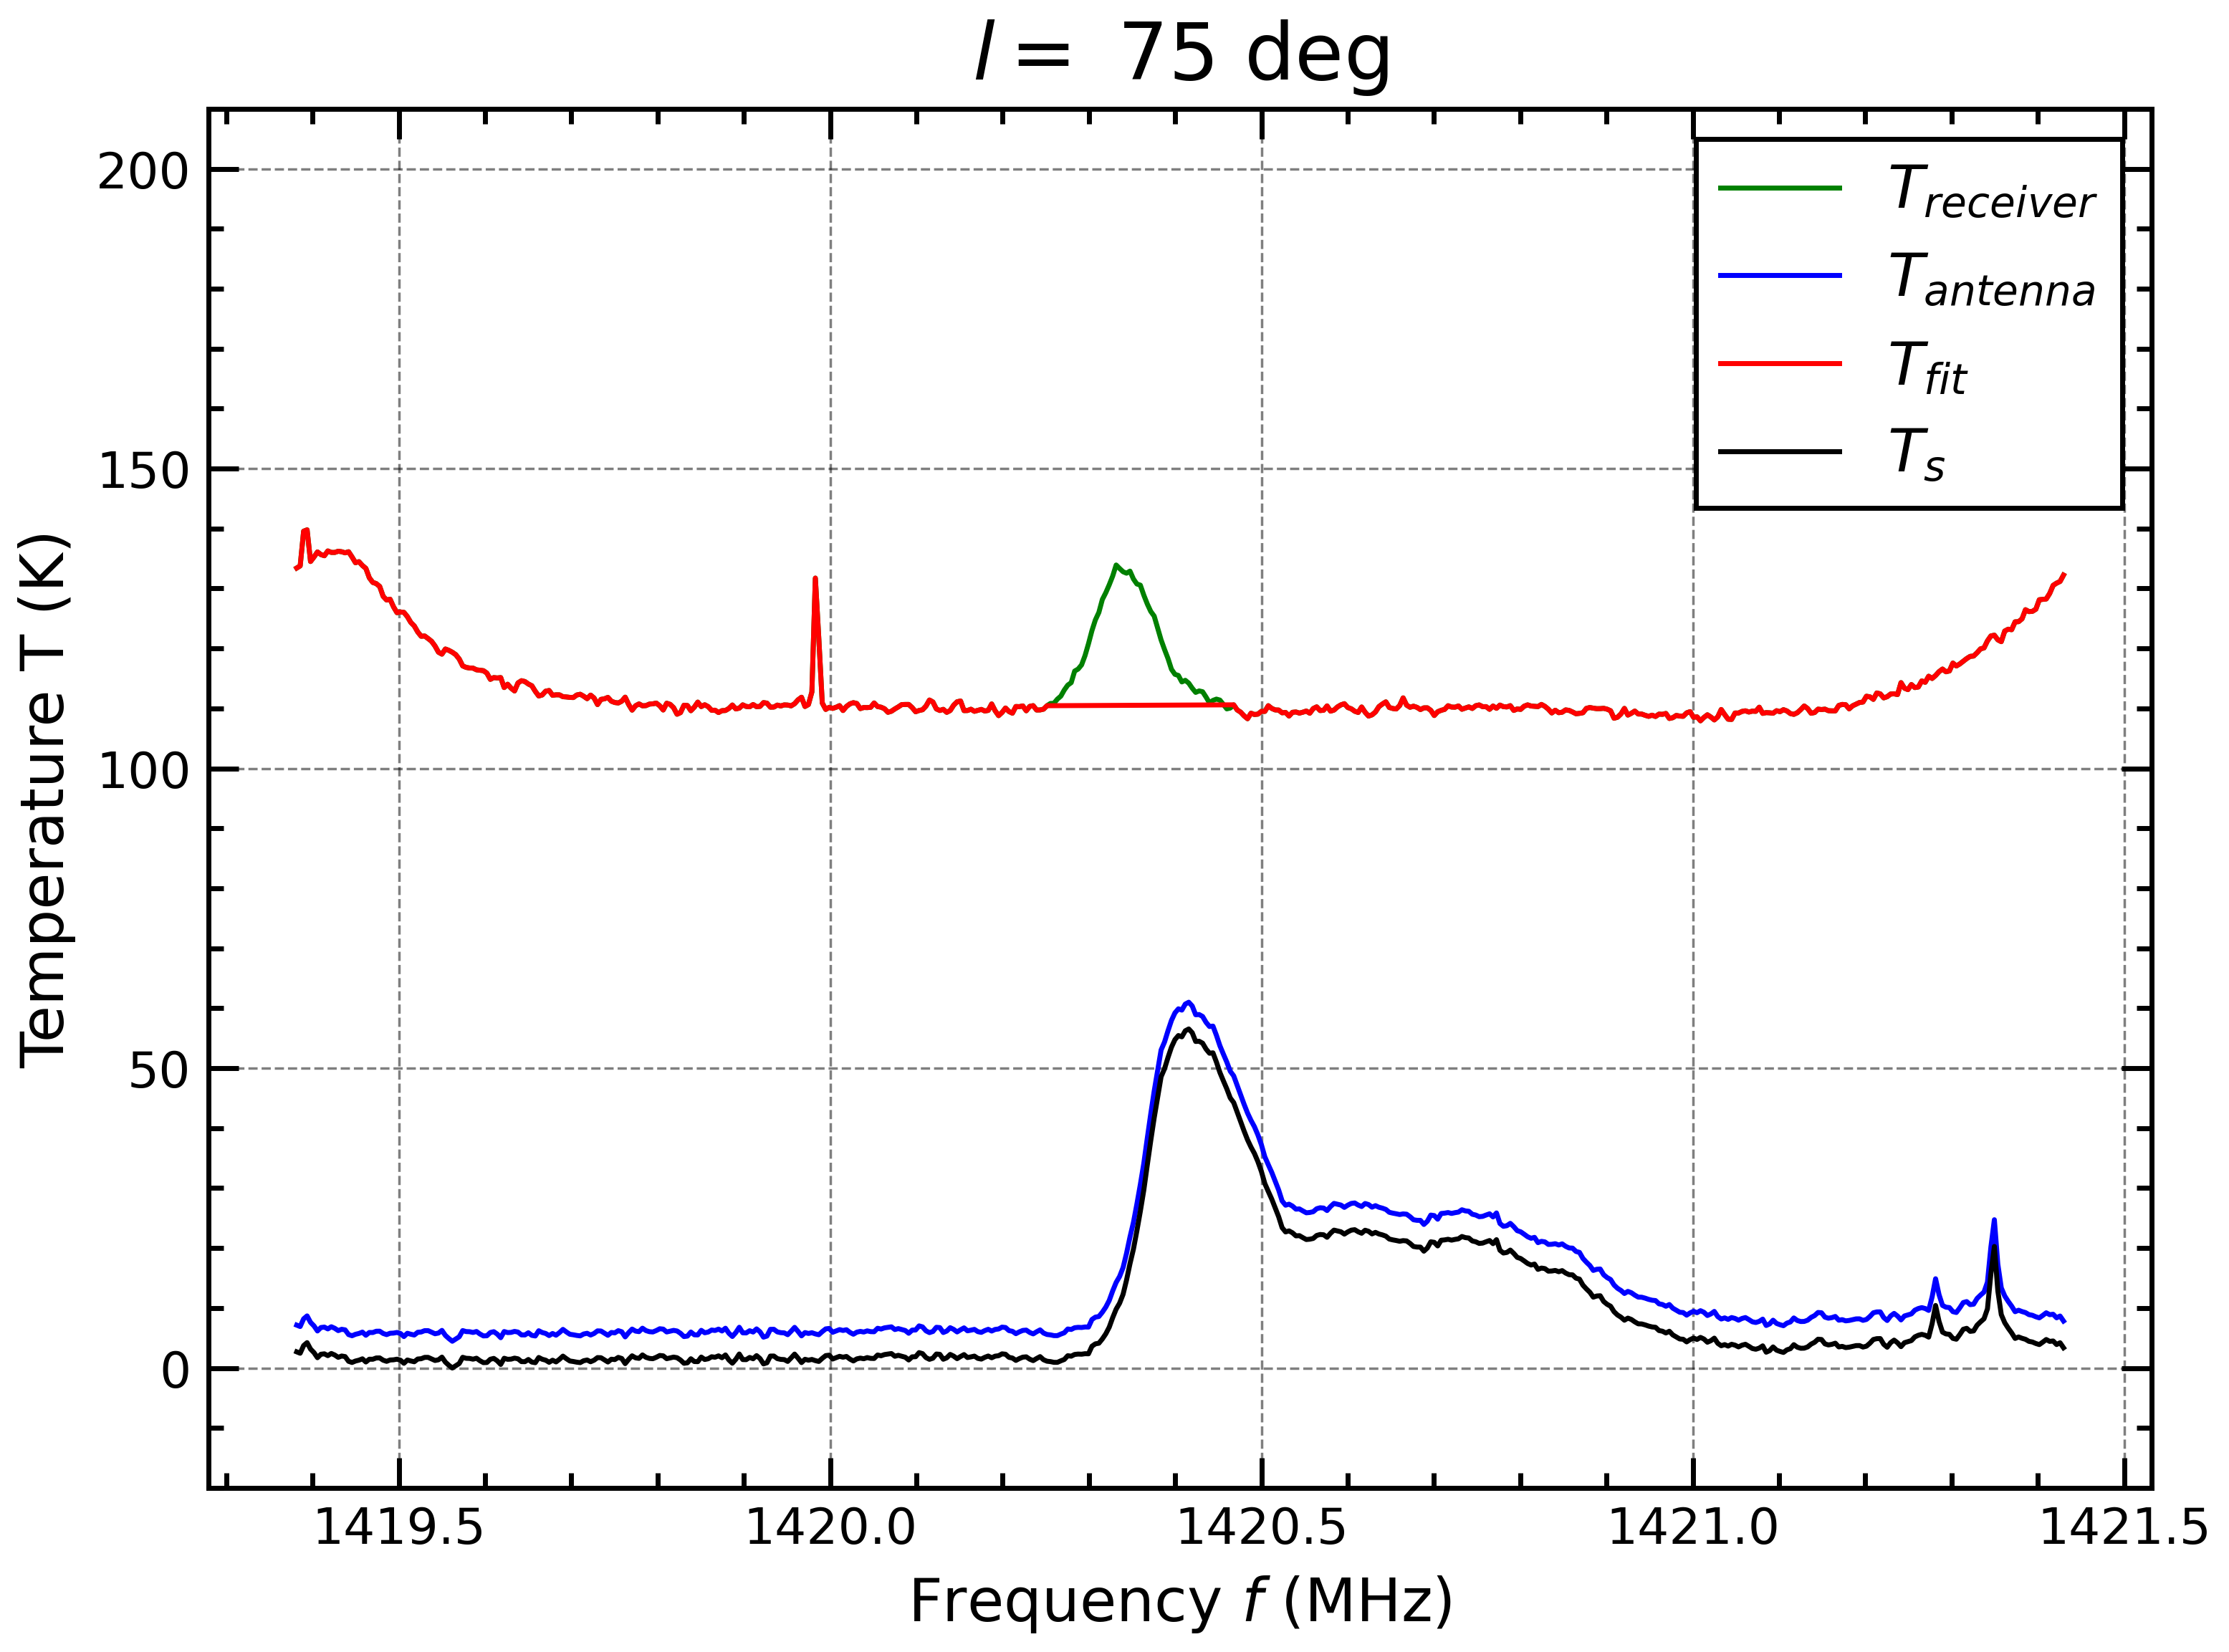 l = 75 deg
200
150
100
50
0
Temperature T (K)
T_receiver
T_antenna
T_fit
T_s
1419.5 1420.0 1420.5 1421.0 1421.5
Frequency f (MHz)